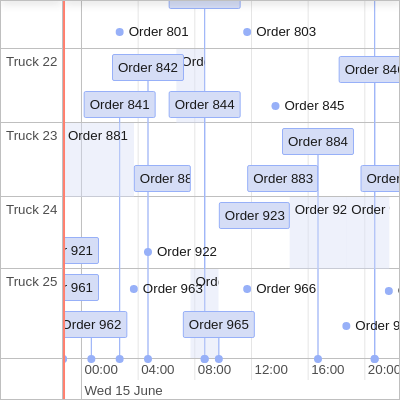 Order 801 Order 803
Truck 22 Order 842 Ord Order 846
Order 841 Order 844 Order 845
Truck 23 Order 881 Order 884
Order 88 Order 883 Order
Truck 24 Order 923 Order 92 Order
921 Order 922
Truck 25 961 Order 963 Ord Order 966
Order 962 Order 965 Order 9
00:00 04:00 08:00 12:00 16:00 20:00
Wed 15 June